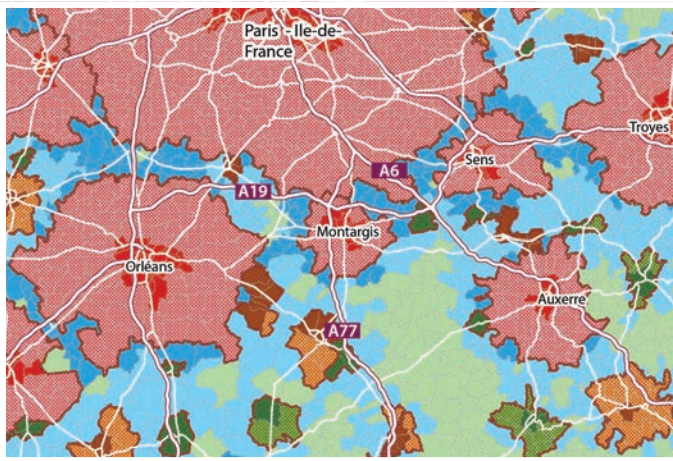 Paris - Ile-de-
France
Troyes
Sens
A6
A19
Montargis
Orléans
Auxerre
A77